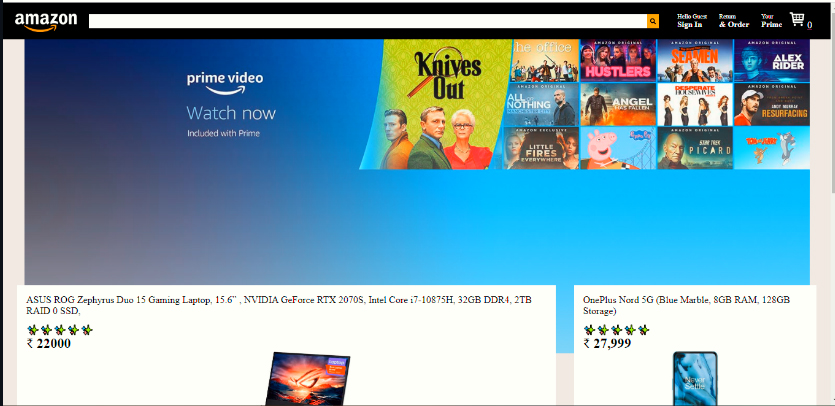 amazon
Hello Guest
Sign In
Return
& Order
Your
Prime
0
prime video
Watch now
Included with Prime
Knives
Out
the office
AMAZON ORIGINAL
HUSTLERS
AMAZON ORIGINAL
SEAMEN
AMAZON ORIGINAL
ALEX
RIDER
ALL
OR
NOTHING
ANGEL
HAS FALLEN
DESPERATE
HOUSEWIVES
AMAZON ORIGINAL
ANDY MURRAY
RESURFACING
AMAZON EXCLUSIVE
LITTLE
FIRES
EVERYWHERE
Peppa Pig
AMAZON ORIGINAL
STAR TREK
PICARD
TOM AND JERRY
ASUS ROG Zephyrus Duo 15 Gaming Laptop, 15.6" , NVIDIA GeForce RTX 2070S, Intel Core i7-10875H, 32GB DDR4, 2TB
RAID 0 SSD,
₹ 22000
OnePlus Nord 5G (Blue Marble, 8GB RAM, 128GB
Storage)
₹ 27,999
Never
Settle